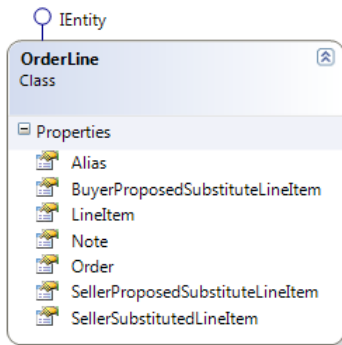 IEntity
OrderLine
Class
Properties
Alias
BuyerProposedSubstituteLineItem
LineItem
Note
Order
SellerProposedSubstituteLineItem
SellerSubstitutedLineItem